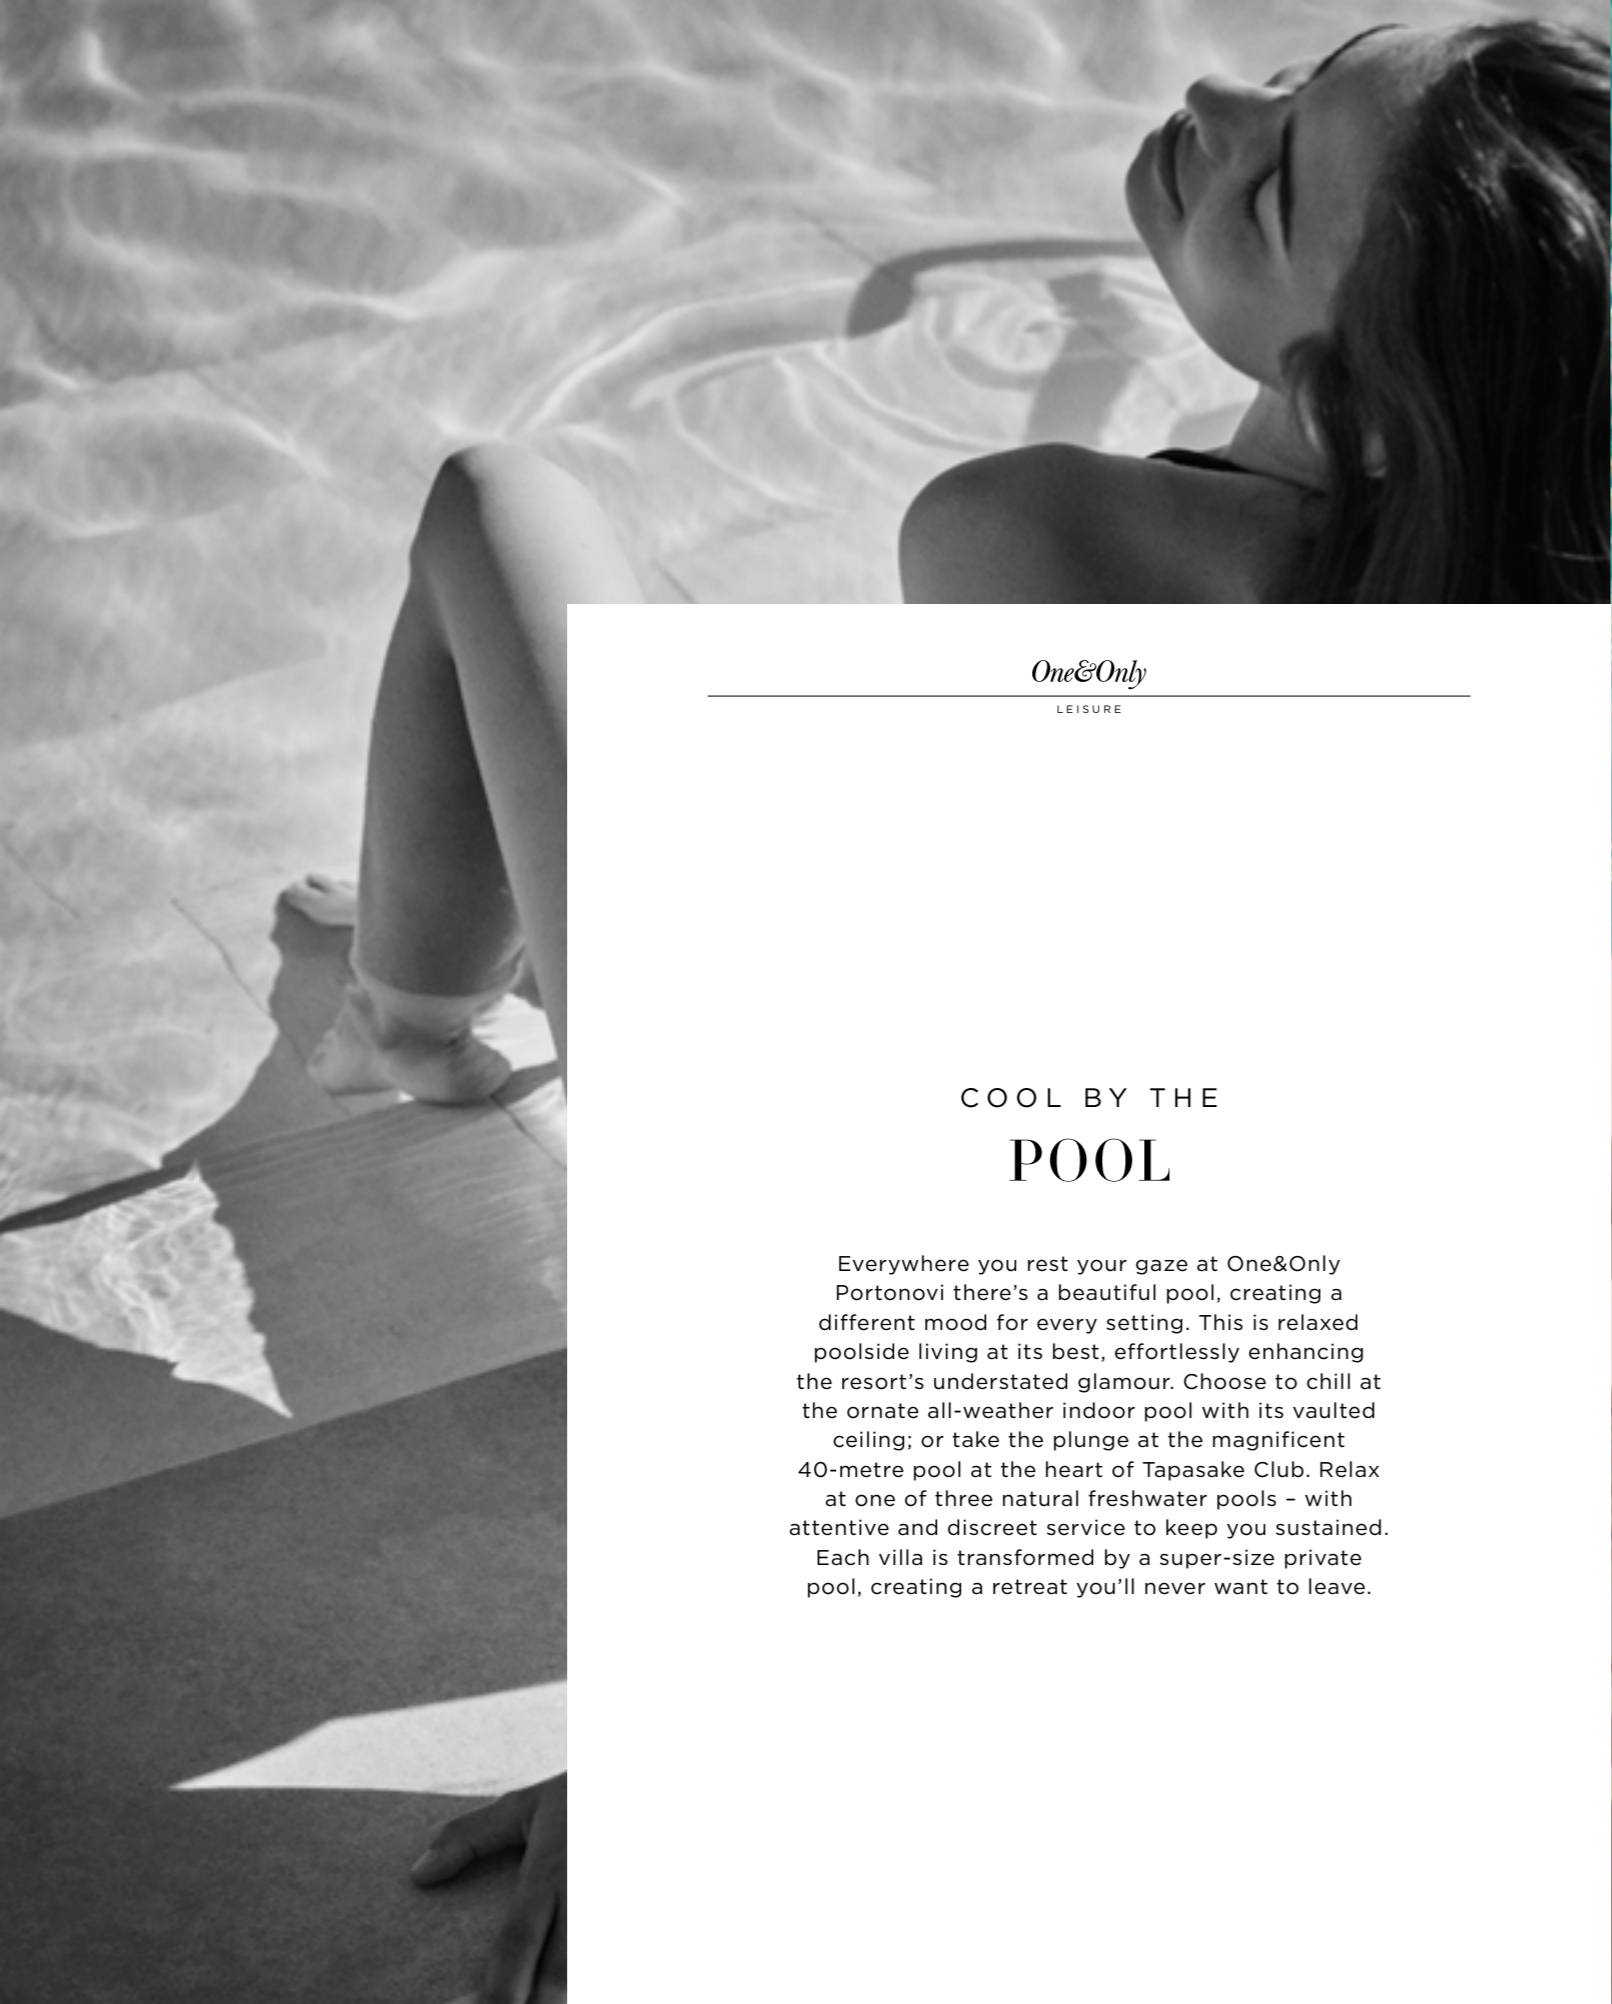 One&Only
LEISURE
COOL BY THE
POOL
Everywhere you rest your gaze at One&Only
Portonovi there’s a beautiful pool, creating a
different mood for every setting. This is relaxed
poolside living at its best, effortlessly enhancing
the resort’s understated glamour. Choose to chill at
the ornate all-weather indoor pool with its vaulted
ceiling; or take the plunge at the magnificent
40-metre pool at the heart of Tapasake Club. Relax
at one of three natural freshwater pools – with
attentive and discreet service to keep you sustained.
Each villa is transformed by a super-size private
pool, creating a retreat you’ll never want to leave.